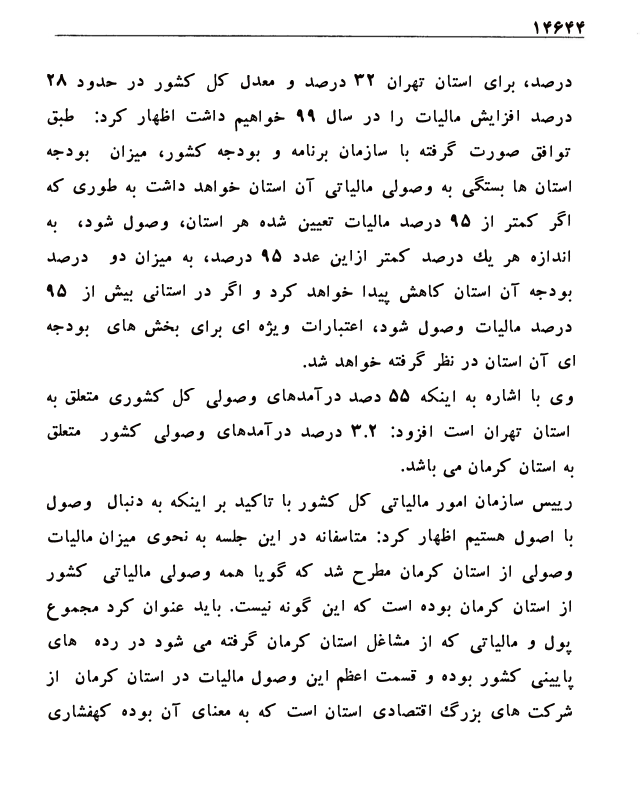 ۱۴۶۴۴
درصد، برای استان تهران ۳۲ درصد و معدل کل کشور در حدود ۲۸
درصد افزایش مالیات را در سال ۹۹ خواهیم داشت اظهار کرد: طبق
توافق صورت گرفته با سازمان برنامه و بودجه کشور، میزان بودجه
استان ها بستگی به وصولی مالیاتی آن استان خواهد داشت به طوری که
اگر کمتر از ۹۵ درصد مالیات تعیین شده هر استان، وصول شود، به
اندازه هر یك درصد کمتر ازاین عدد ۹۵ درصد، به میزان دو درصد
بودجه آن استان کاهش پیدا خواهد کرد و اگر در استانی بیش از ۹۵
درصد مالیات وصول شود، اعتبارات ویژه ای برای بخش های بودجه
ای آن استان در نظر گرفته خواهد شد.
وی با اشاره به اینکه ۵۵ دصد درآمدهای وصولی کل کشوری متعلق به
استان تهران است افزود: ۳.۲ درصد درآمدهای وصولی کشور متعلق
به استان کرمان می باشد.
رییس سازمان امور مالیاتی کل کشور با تاکید بر اینکه به دنبال وصول
با اصول هستیم اظهار کرد: متاسفانه در این جلسه به نحوی میزان مالیات
وصولی از استان کرمان مطرح شد که گویا همه وصولی مالیاتی کشور
از استان کرمان بوده است که این گونه نیست. باید عنوان کرد مجموع
پول و مالیاتی که از مشاغل استان کرمان گرفته می شود در رده های
پایینی کشور بوده و قسمت اعظم این وصول مالیات در استان کرمان از
شرکت های بزرگ اقتصادی استان است که به معنای آن بوده کهفشاری